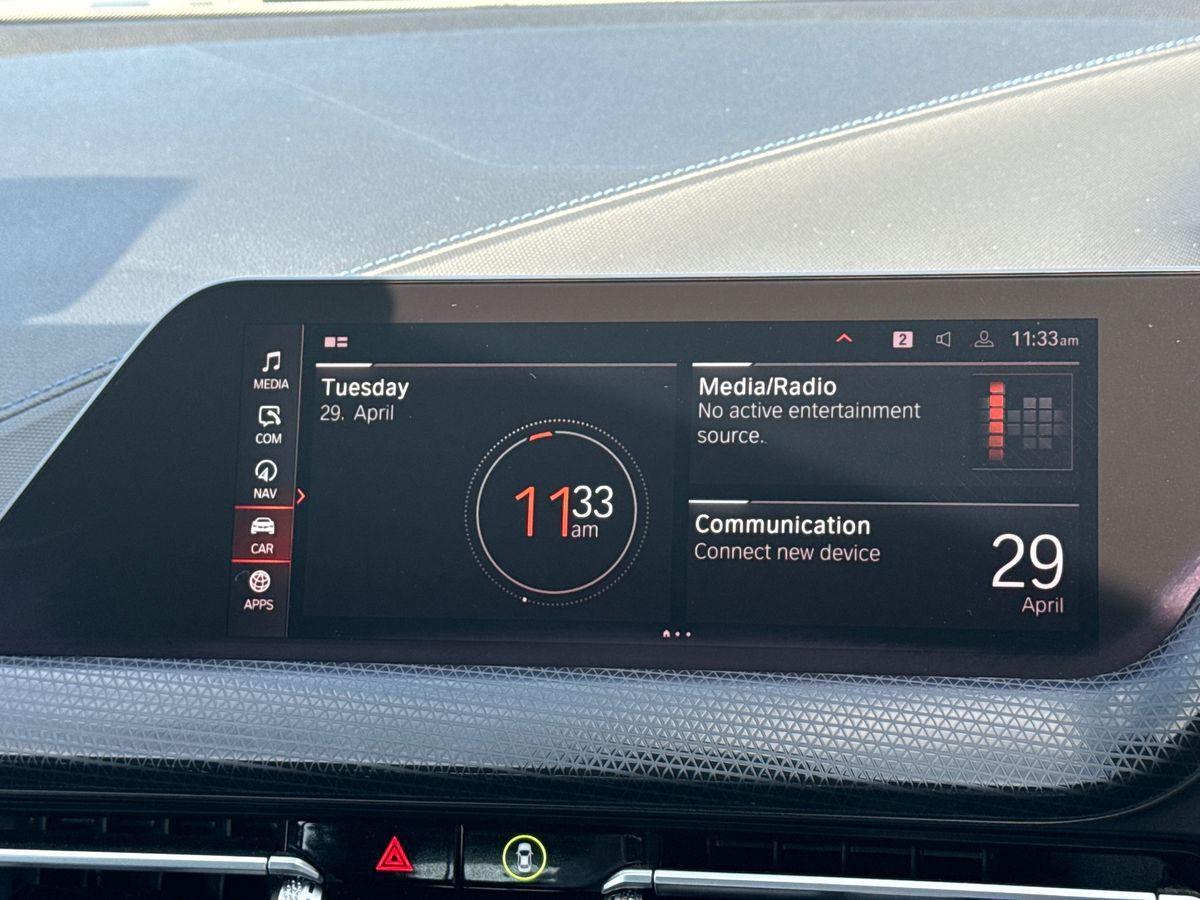 2
11:33am
MEDIA
COM
NAV
CAR
APPS
Tuesday
29. April
11 33
am
Media/Radio
No active entertainment
source.
Communication
Connect new device
29
April